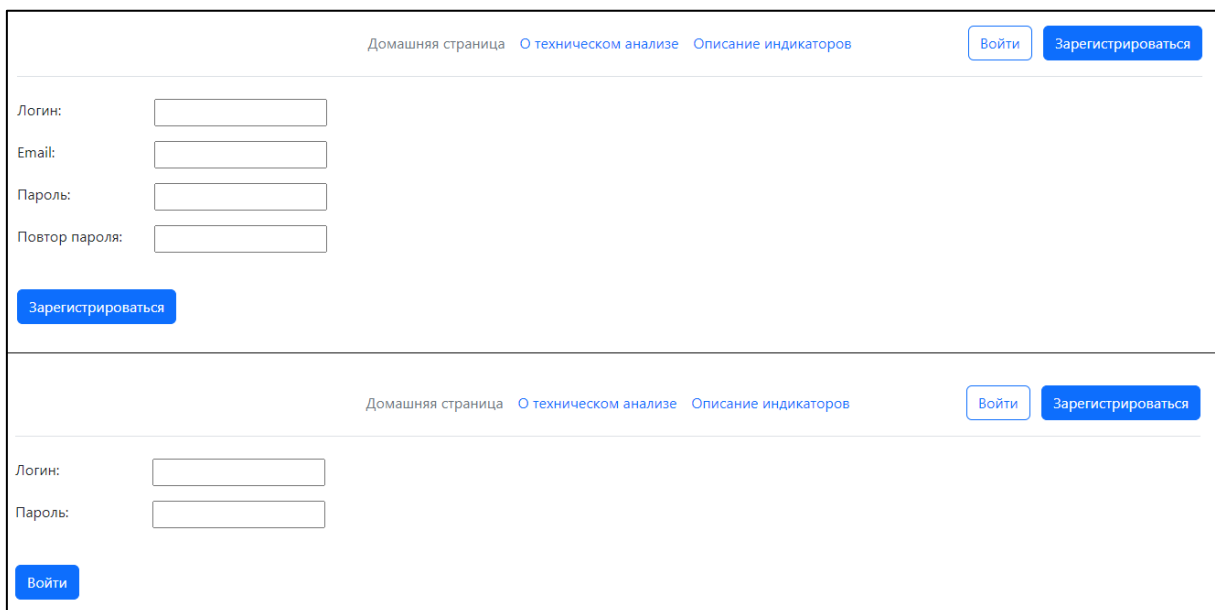 Домашняя страница О техническом анализе Описание индикаторов Войти Зарегистрироваться
Логин:
Email:
Пароль:
Повтор пароля:
Зарегистрироваться
Домашняя страница О техническом анализе Описание индикаторов Войти Зарегистрироваться
Логин:
Пароль:
Войти